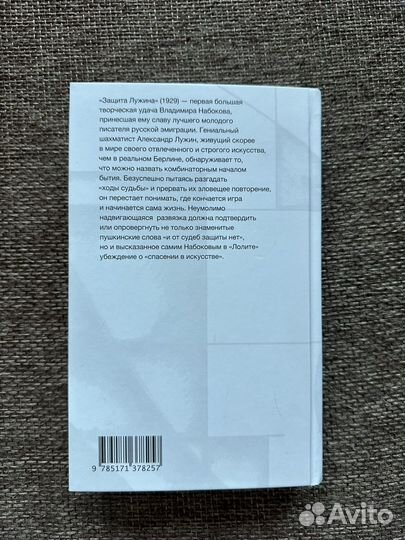 «Защита Лужина» (1929) — первая большая
творческая удача Владимира Набокова,
принесшая ему славу лучшего молодого
писателя русской эмиграции. Гениальный
шахматист Александр Лужин, живущий скорее
в мире своего отвлеченного и строгого искусства,
чем в реальном Берлине, обнаруживает то,
что можно назвать комбинаторным началом
бытия. Безуспешно пытаясь разгадать
«ходы судьбы» и прервать их зловещее повторение,
он перестает понимать, где кончается игра
и начинается сама жизнь. Неумолимо
надвигающаяся развязка должна подтвердить
или опровергнуть не только знаменитые
пушкинские слова «и от судеб защиты нет»,
но и высказанное самим Набоковым в «Лолите»
убеждение о «спасении в искусстве».
9 785171 378257
Avito